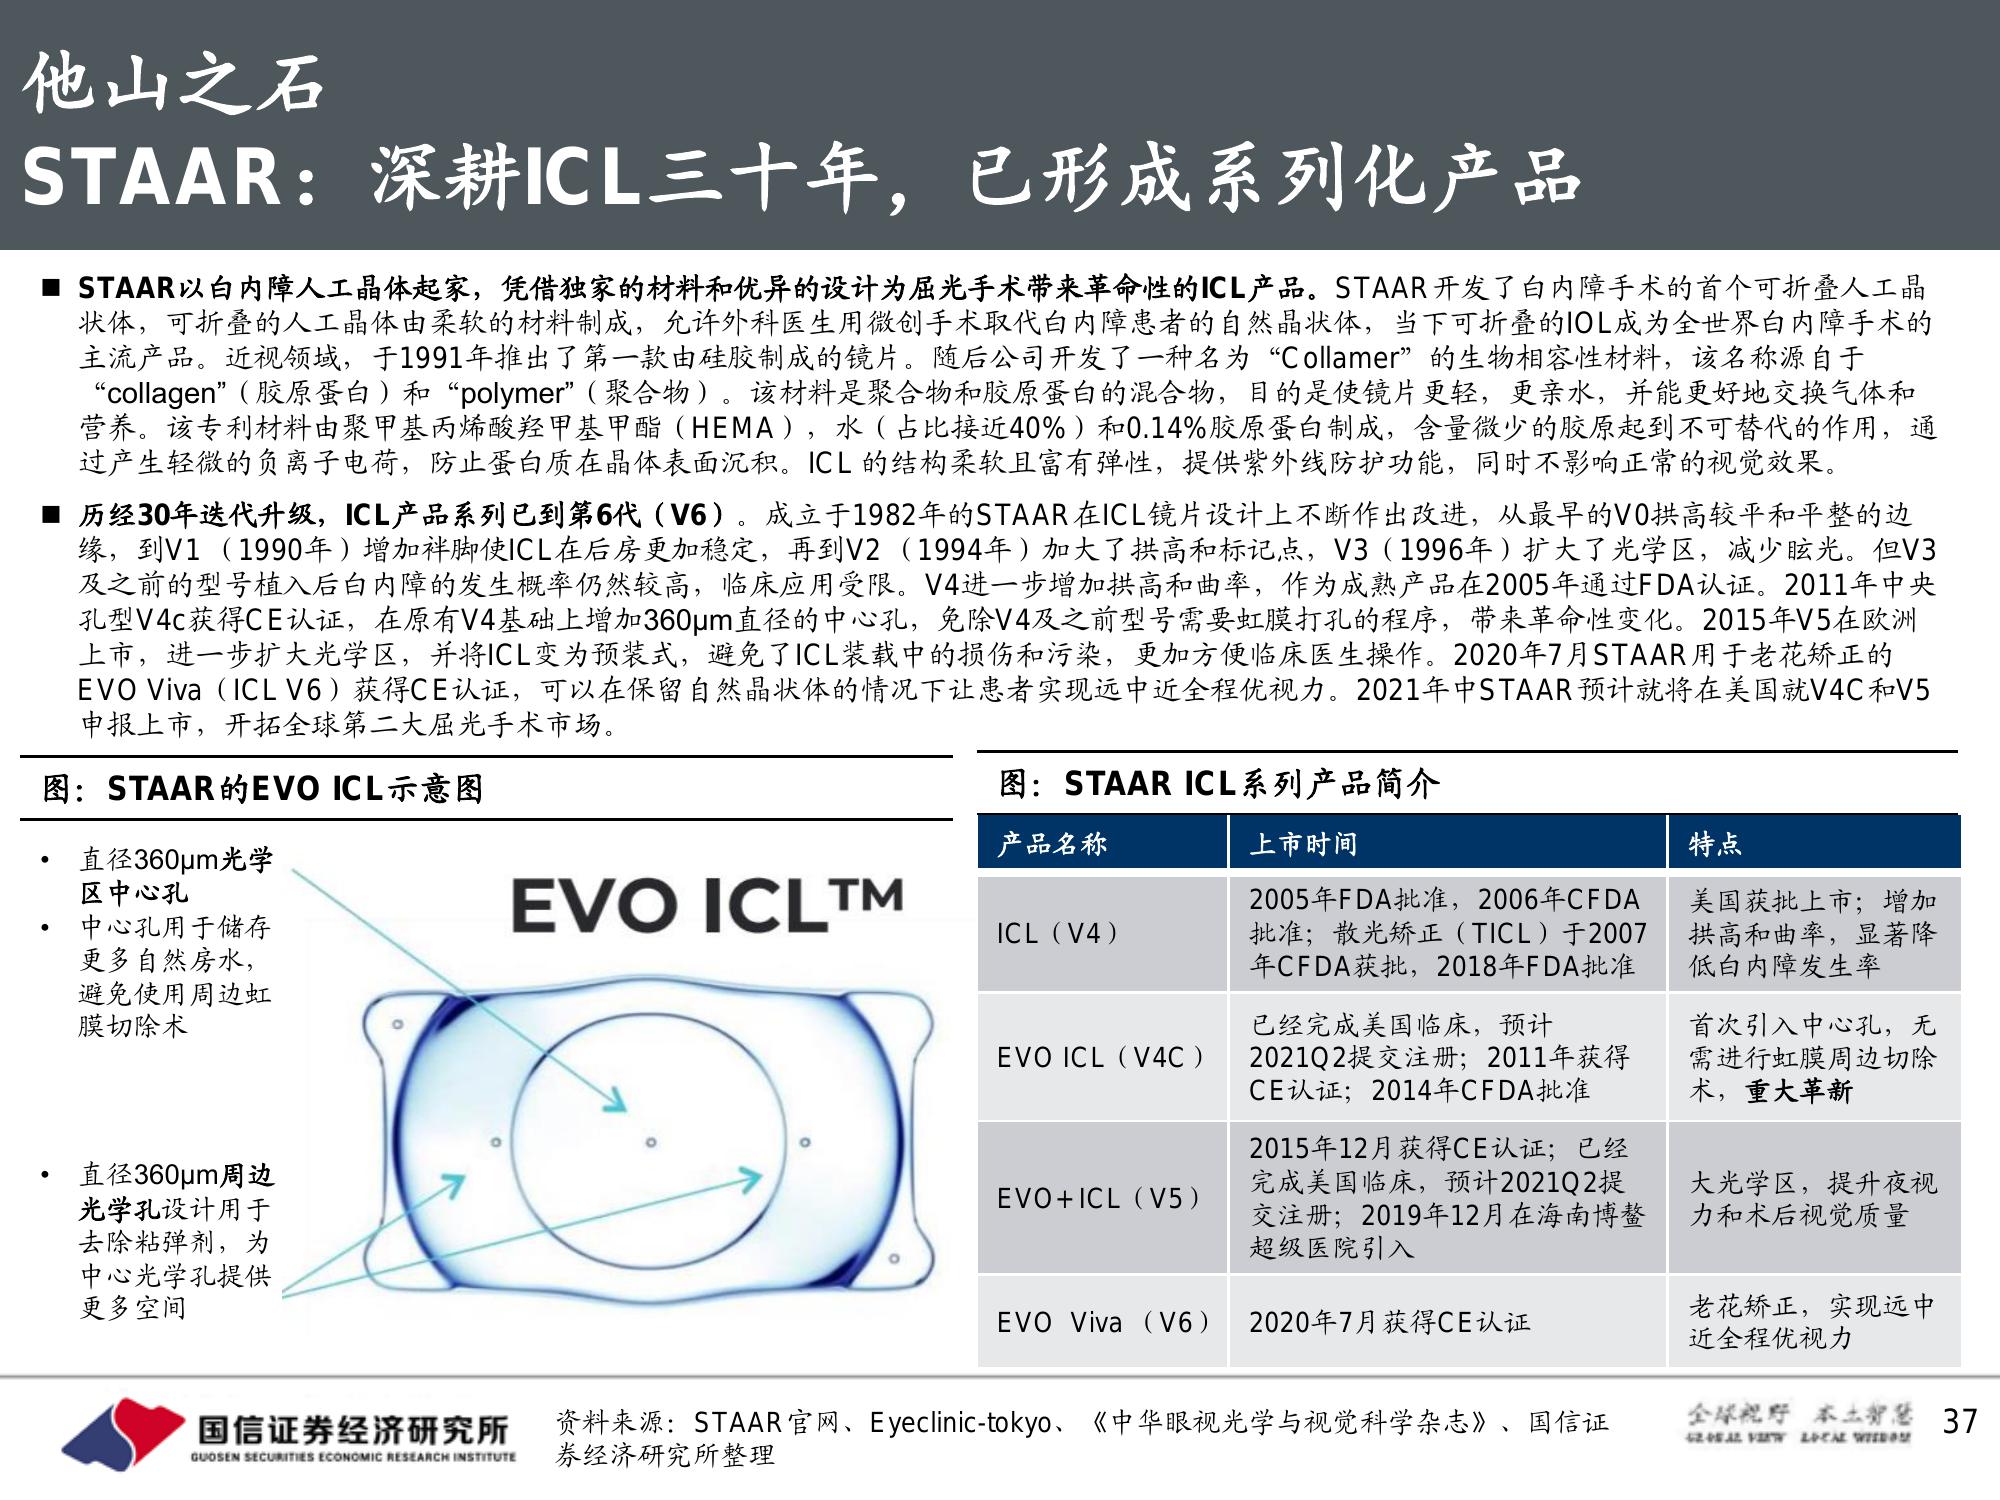 他山之石
STAAR：深耕ICL三十年，已形成系列化产品
■ STAAR以白内障人工晶体起家，凭借独家的材料和优异的设计为屈光手术带来革命性的ICL产品。STAAR开发了白内障手术的首个可折叠人工晶
状体，可折叠的人工晶体由柔软的材料制成，允许外科医生用微创手术取代白内障患者的自然晶状体，当下可折叠的IOL成为全世界白内障手术的
主流产品。近视领域，于1991年推出了第一款由硅胶制成的镜片。随后公司开发了一种名为“Collamer”的生物相容性材料，该名称源自于
“collagen”（胶原蛋白）和“polymer”（聚合物）。该材料是聚合物和胶原蛋白的混合物，目的是使镜片更轻，更亲水，并能更好地交换气体和
营养。该专利材料由聚甲基丙烯酸羟甲基甲酯（HEMA），水（占比接近40%）和0.14%胶原蛋白制成，含量微少的胶原起到不可替代的作用，通
过产生轻微的负离子电荷，防止蛋白质在晶体表面沉积。ICL 的结构柔软且富有弹性，提供紫外线防护功能，同时不影响正常的视觉效果。
■ 历经30年迭代升级，ICL产品系列已到第6代（V6）。成立于1982年的STAAR在ICL镜片设计上不断作出改进，从最早的V0拱高较平和平整的边
缘，到V1（1990年）增加袢脚使ICL在后房更加稳定，再到V2（1994年）加大了拱高和标记点，V3（1996年）扩大了光学区，减少眩光。但V3
及之前的型号植入后白内障的发生概率仍然较高，临床应用受限。V4进一步增加拱高和曲率，作为成熟产品在2005年通过FDA认证。2011年中央
孔型V4c获得CE认证，在原有V4基础上增加360μm直径的中心孔，免除V4及之前型号需要虹膜打孔的程序，带来革命性变化。2015年V5在欧洲
上市，进一步扩大光学区，并将ICL变为预装式，避免了ICL装载中的损伤和污染，更加方便临床医生操作。2020年7月STAAR用于老花矫正的
EVO Viva（ICL V6）获得CE认证，可以在保留自然晶状体的情况下让患者实现远中近全程优视力。2021年中STAAR预计就将在美国就V4C和V5
申报上市，开拓全球第二大屈光手术市场。
图：STAAR的EVO ICL示意图
• 直径360μm光学
区中心孔
• 中心孔用于储存
更多自然房水，
避免使用周边虹
膜切除术
• 直径360μm周边
光学孔设计用于
去除粘弹剂，为
中心光学孔提供
更多空间
EVO ICL™
图：STAAR ICL系列产品简介
产品名称 上市时间 特点
ICL（V4）
2005年FDA批准，2006年CFDA
批准；散光矫正（TICL）于2007
年CFDA获批，2018年FDA批准
美国获批上市；增加
拱高和曲率，显著降
低白内障发生率
EVO ICL（V4C）
已经完成美国临床，预计
2021Q2提交注册；2011年获得
CE认证；2014年CFDA批准
首次引入中心孔，无
需进行虹膜周边切除
术，重大革新
EVO+ICL（V5）
2015年12月获得CE认证；已经
完成美国临床，预计2021Q2提
交注册；2019年12月在海南博鳌
超级医院引入
大光学区，提升夜视
力和术后视觉质量
EVO Viva （V6）
2020年7月获得CE认证
老花矫正，实现远中
近全程优视力
国信证券经济研究所
GUOSEN SECURITIES ECONOMIC RESEARCH INSTITUTE
资料来源：STAAR官网、Eyeclinic-tokyo、《中华眼视光学与视觉科学杂志》、国信证
券经济研究所整理
全球视野 本土智慧
GLOBAL VIEW LOCAL WISDOM
37